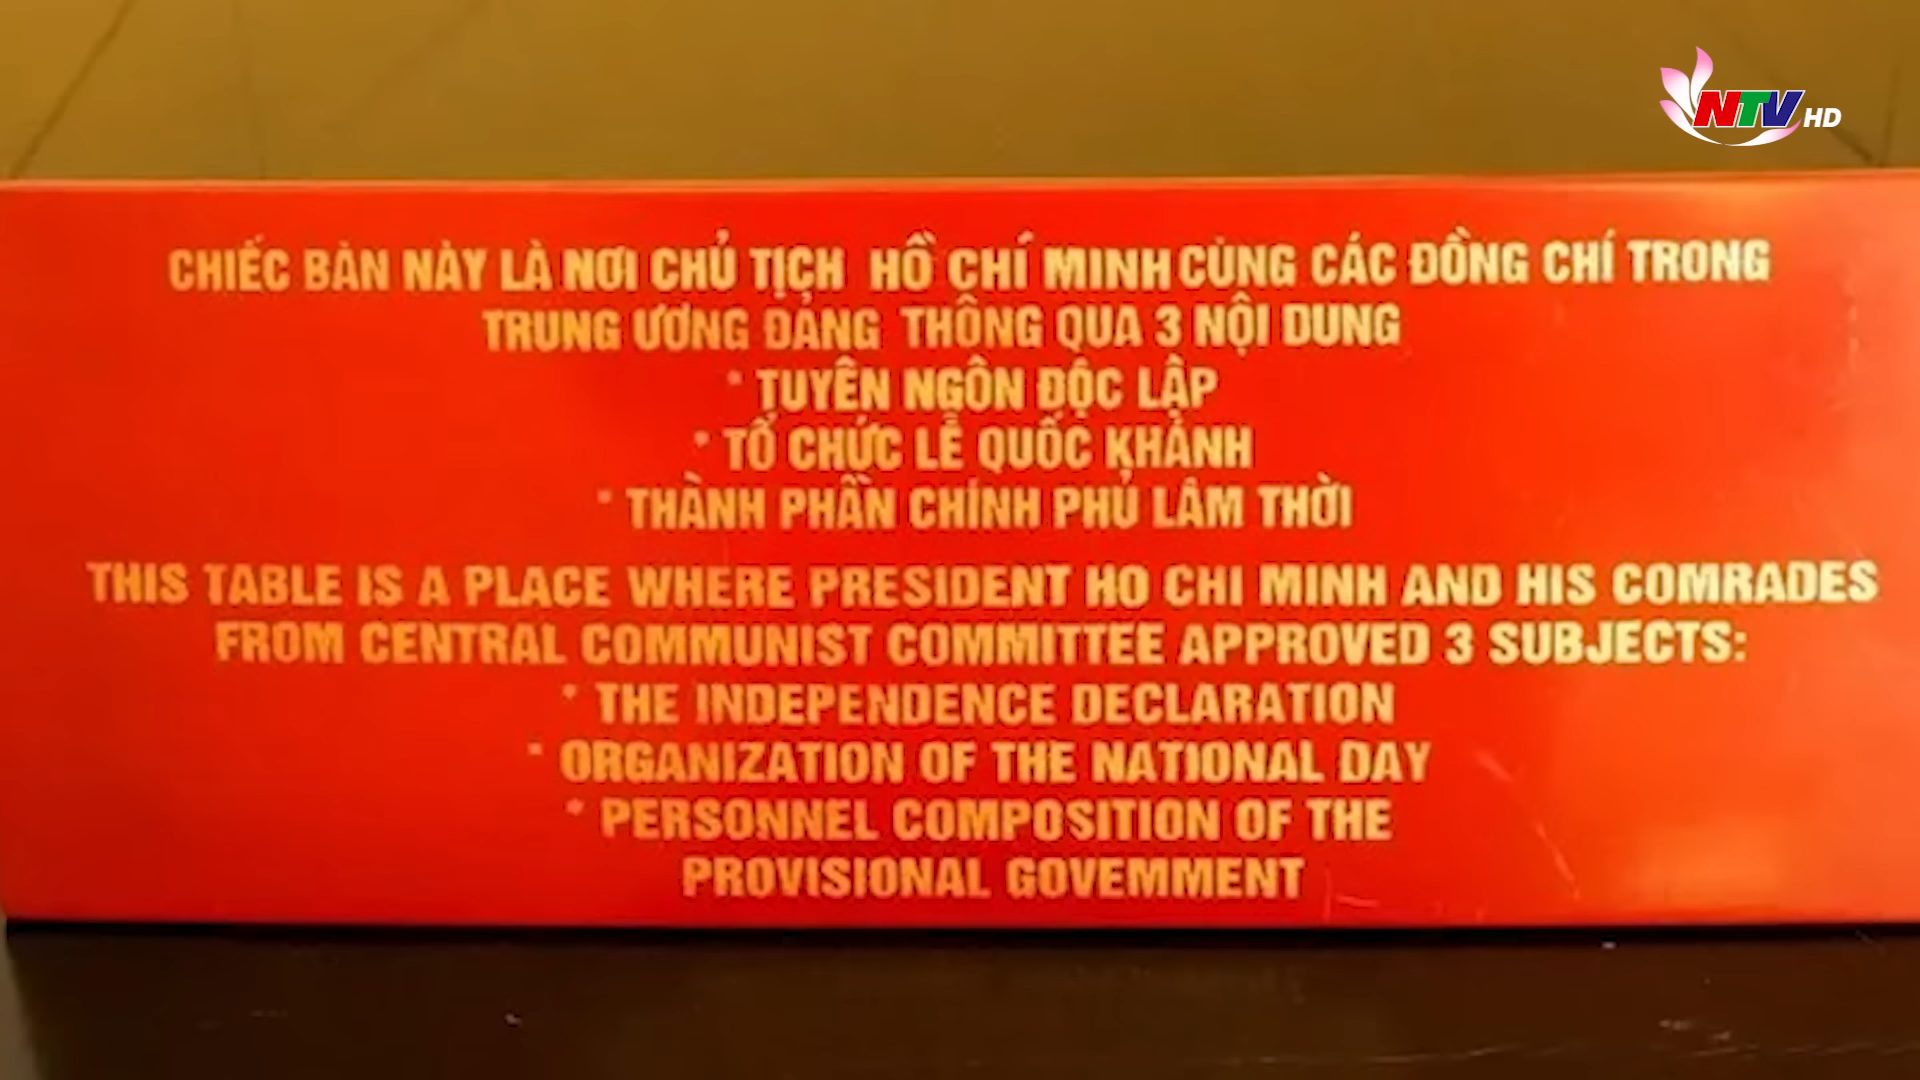 NTV HD
CHIẾC BÀN NÀY LÀ NƠI CHỦ TỊCH HỒ CHÍ MINH CÙNG CÁC ĐỒNG CHÍ TRONG
TRUNG ƯƠNG ĐẢNG THÔNG QUA 3 NỘI DUNG
* TUYÊN NGÔN ĐỘC LẬP
* TỔ CHỨC LỄ QUỐC KHÁNH
* THÀNH PHẦN CHÍNH PHỦ LÂM THỜI
THIS TABLE IS A PLACE WHERE PRESIDENT HO CHI MINH AND HIS COMRADES
FROM CENTRAL COMMUNIST COMMITTEE APPROVED 3 SUBJECTS:
* THE INDEPENDENCE DECLARATION
* ORGANIZATION OF THE NATIONAL DAY
* PERSONNEL COMPOSITION OF THE
PROVISIONAL GOVEMMENT